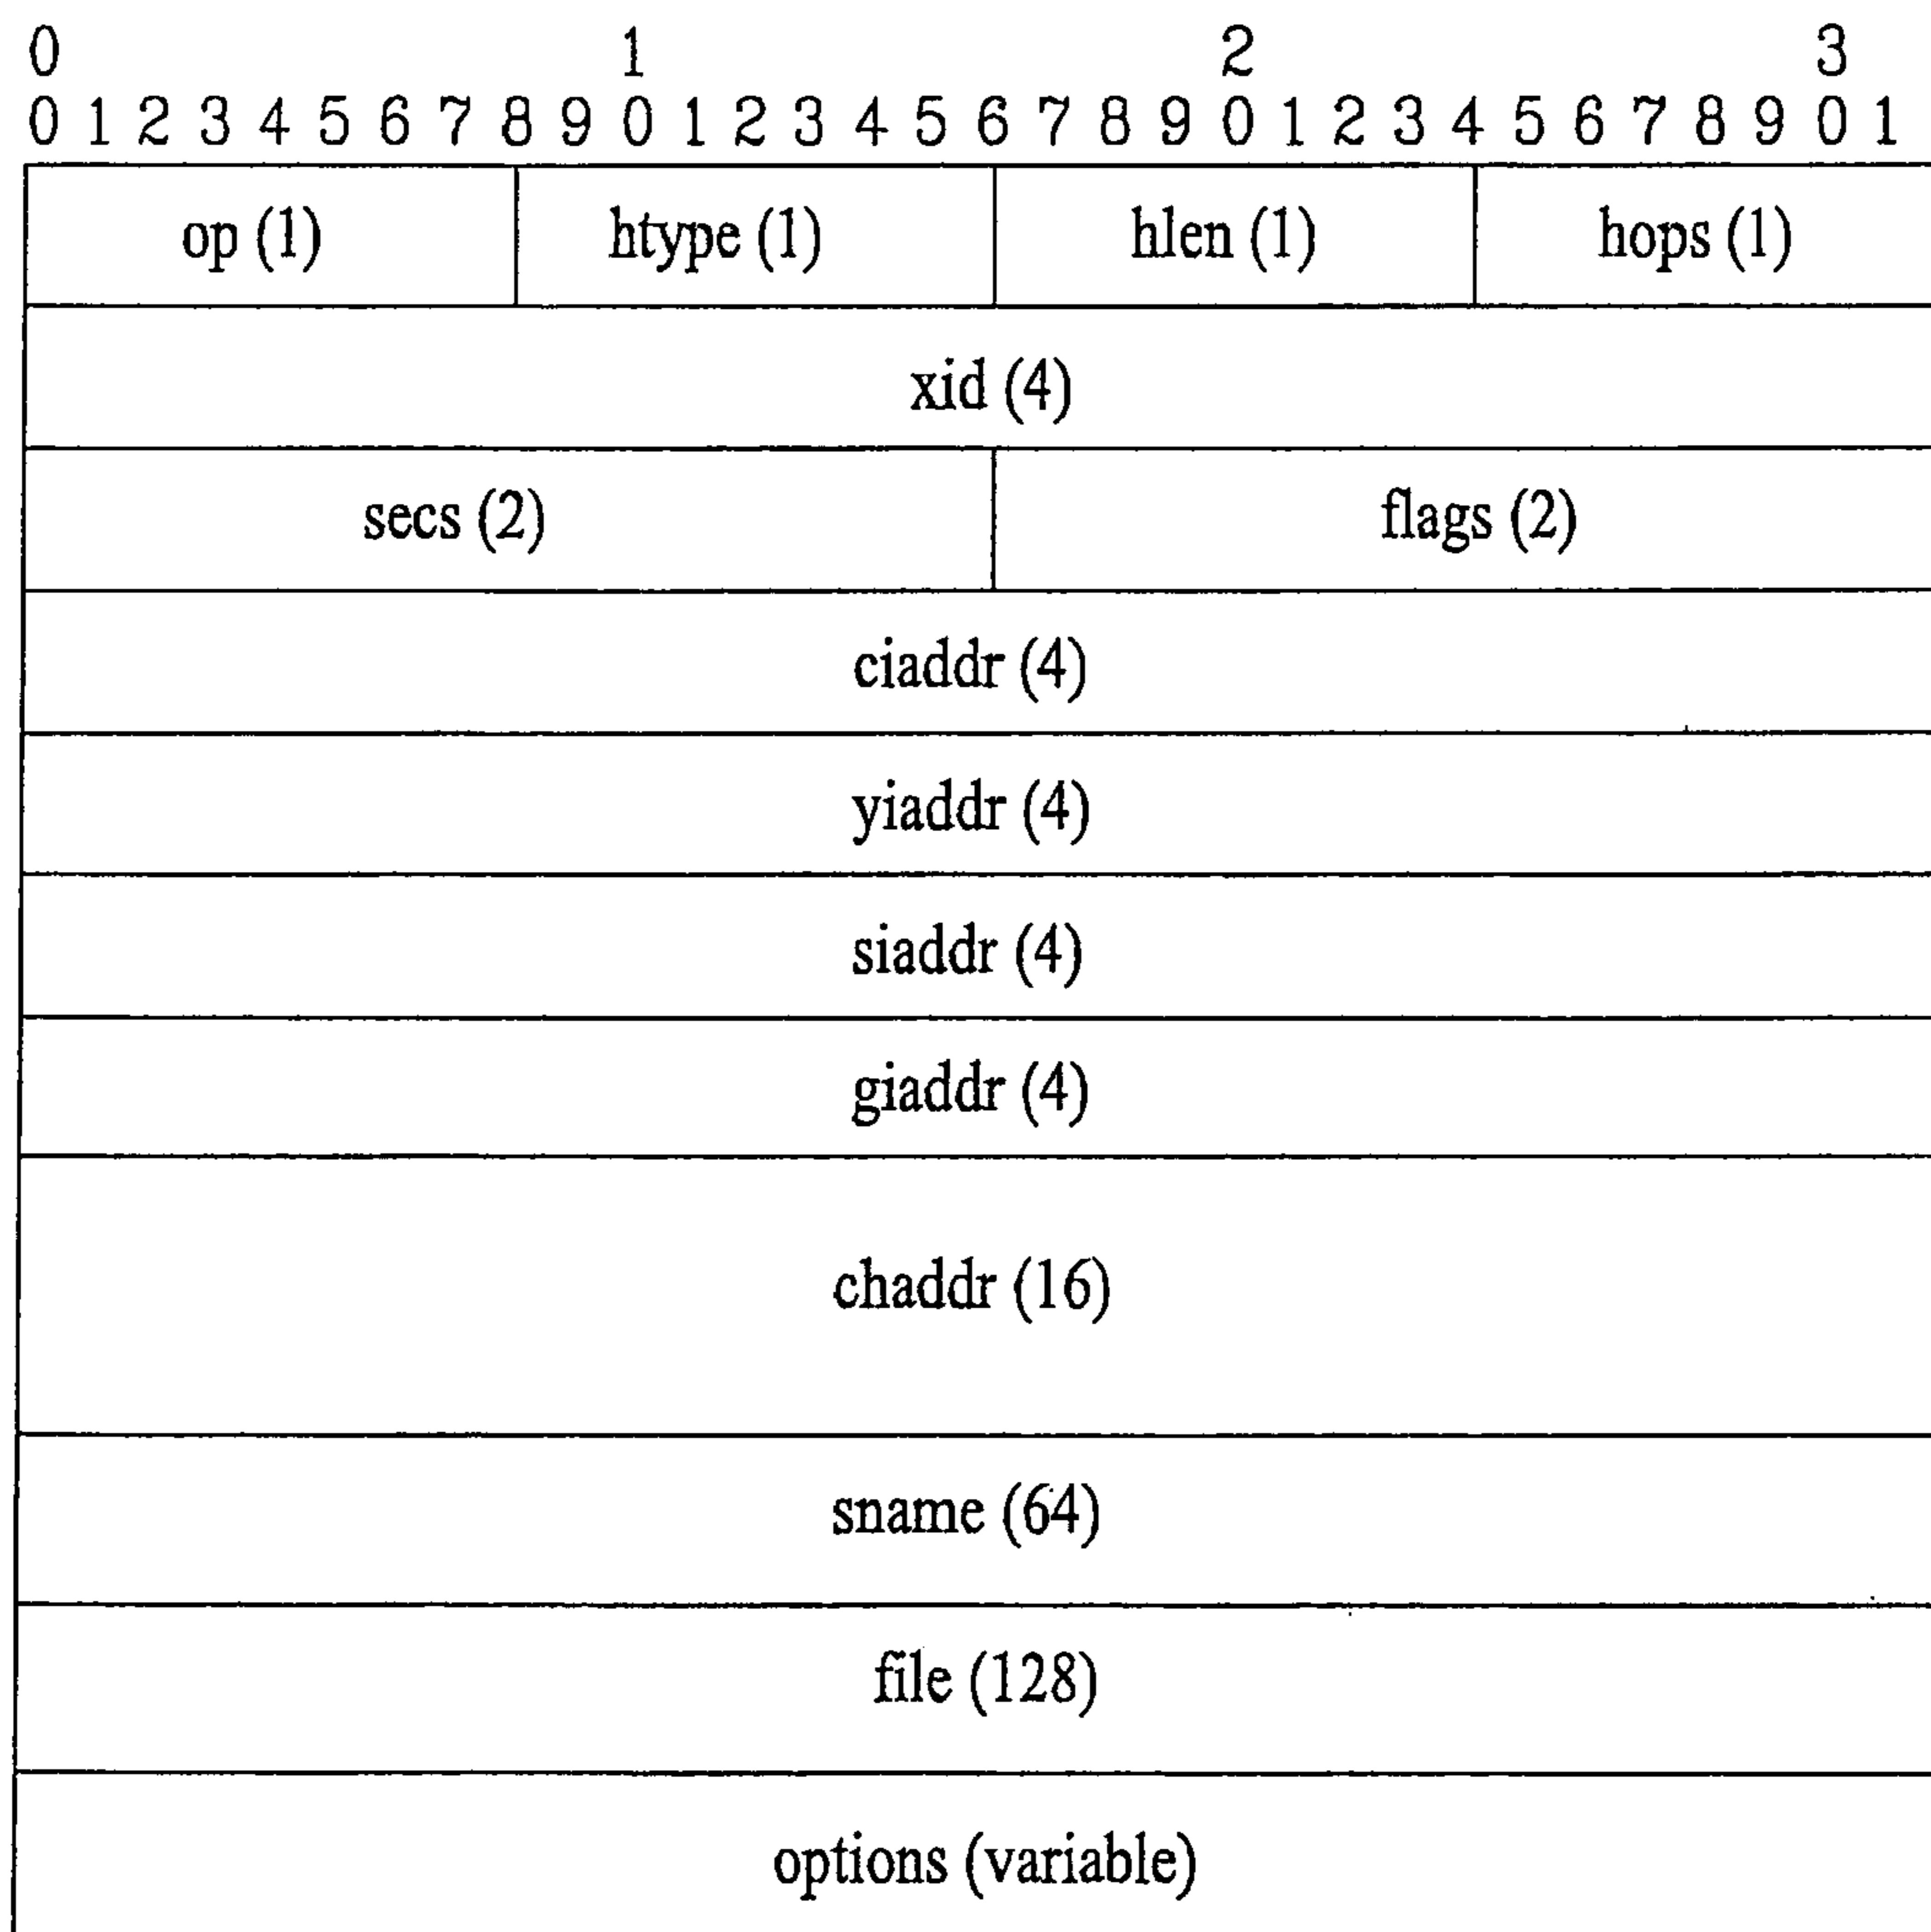 0 1 2 3
0 1 2 3 4 5 6 7 8 9 0 1 2 3 4 5 6 7 8 9 0 1 2 3 4 5 6 7 8 9 0 1
op (1) htype (1) hlen (1) hops (1)
xid (4)
secs (2) flags (2)
ciaddr (4)
yiaddr (4)
siaddr (4)
giaddr (4)
chaddr (16)
sname (64)
file (128)
options (variable)